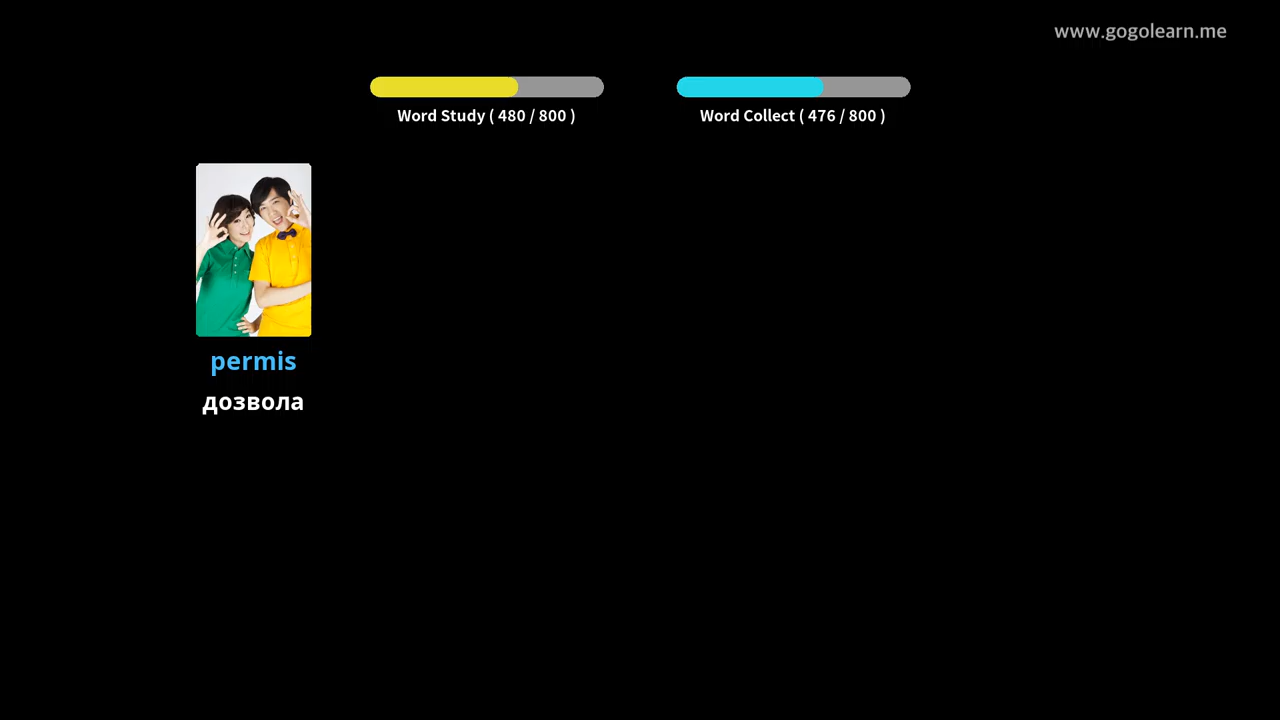 www.gogolearn.me
Word Study ( 480 / 800 )
Word Collect ( 476 / 800 )
permis
дозвола